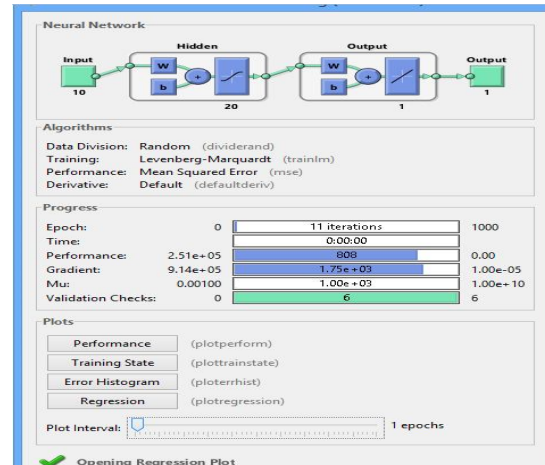 Neural Network
Hidden Output
Input Output
W W
+ +
b b
10 20 1 1
Algorithms
Data Division: Random (dividerand)
Training: Levenberg-Marquardt (trainlm)
Performance: Mean Squared Error (mse)
Derivative: Default (defaultderiv)
Progress
Epoch: 0 11 iterations 1000
Time: 0:00:00
Performance: 2.51e+05 808 0.00
Gradient: 9.14e+05 1.75e+03 1.00e-05
Mu: 0.00100 1.00e+03 1.00e+10
Validation Checks: 0 6 6
Plots
Performance (plotperform)
Training State (plottrainstate)
Error Histogram (ploterrhist)
Regression (plotregression)
Plot Interval: 1 epochs
Opening Regression Plot